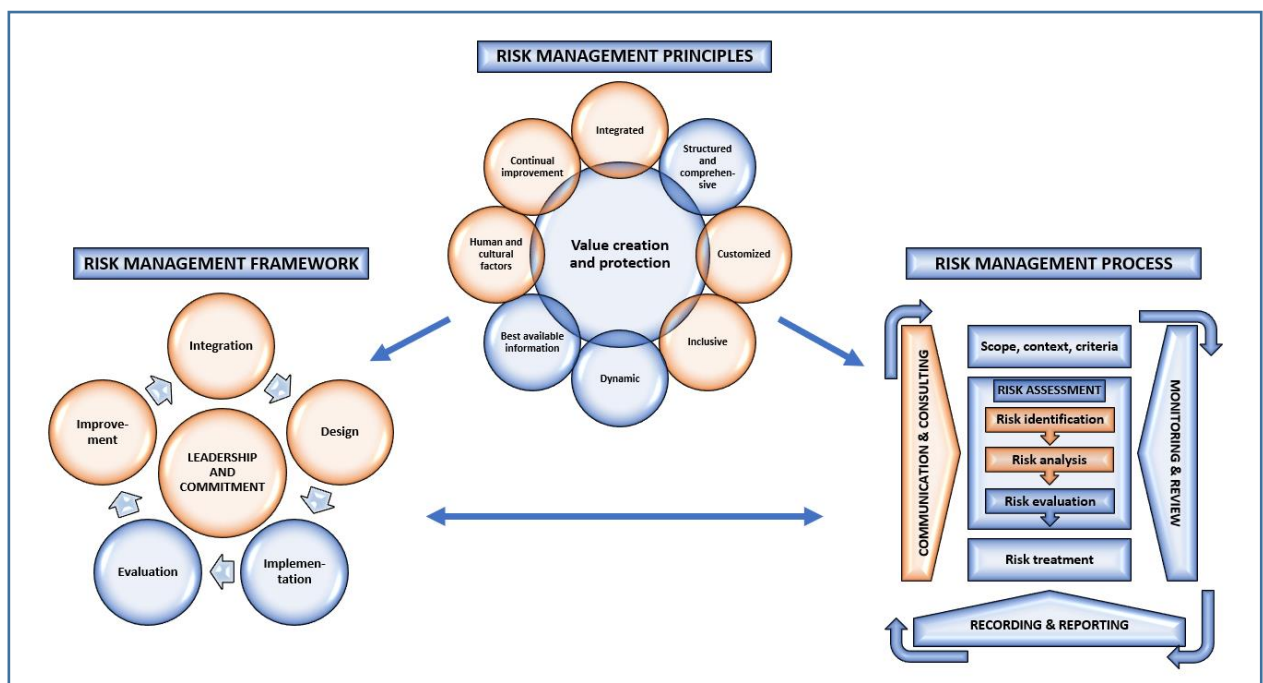 RISK MANAGEMENT PRINCIPLES
Integrated
Structured
and
comprehen-
sive
Customized
Inclusive
Dynamic
Best available
information
Human and
cultural
factors
Continual
improvement
Value creation
and protection
RISK MANAGEMENT FRAMEWORK
Integration
Design
Implemen-
tation
Evaluation
Improve-
ment
LEADERSHIP
AND
COMMITMENT
RISK MANAGEMENT PROCESS
COMMUNICATION & CONSULTING
Scope, context, criteria
RISK ASSESSMENT
Risk identification
Risk analysis
Risk evaluation
Risk treatment
MONITORING & REVIEW
RECORDING & REPORTING